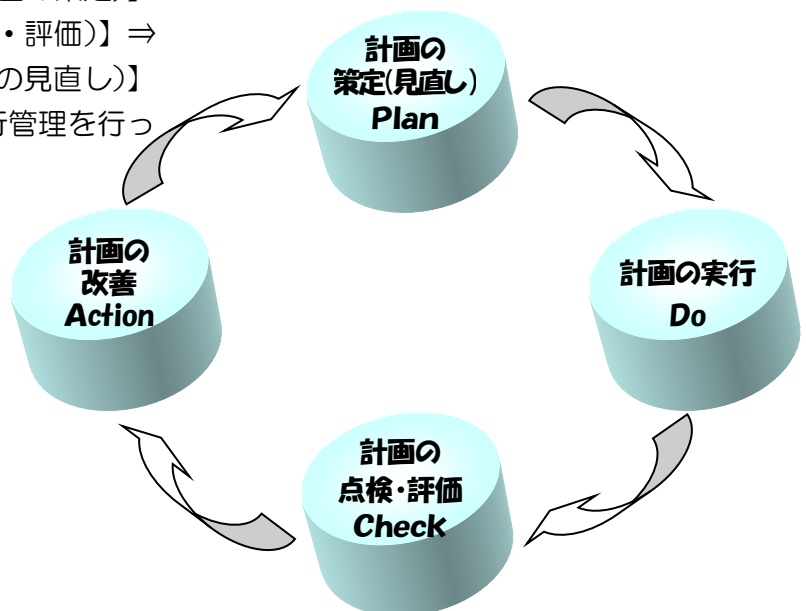 ・評価)】⇒
の見直し)】
行管理を行っ
計画の
策定(見直し)
Plan
計画の実行
Do
計画の
点検・評価
Check
計画の
改善
Action